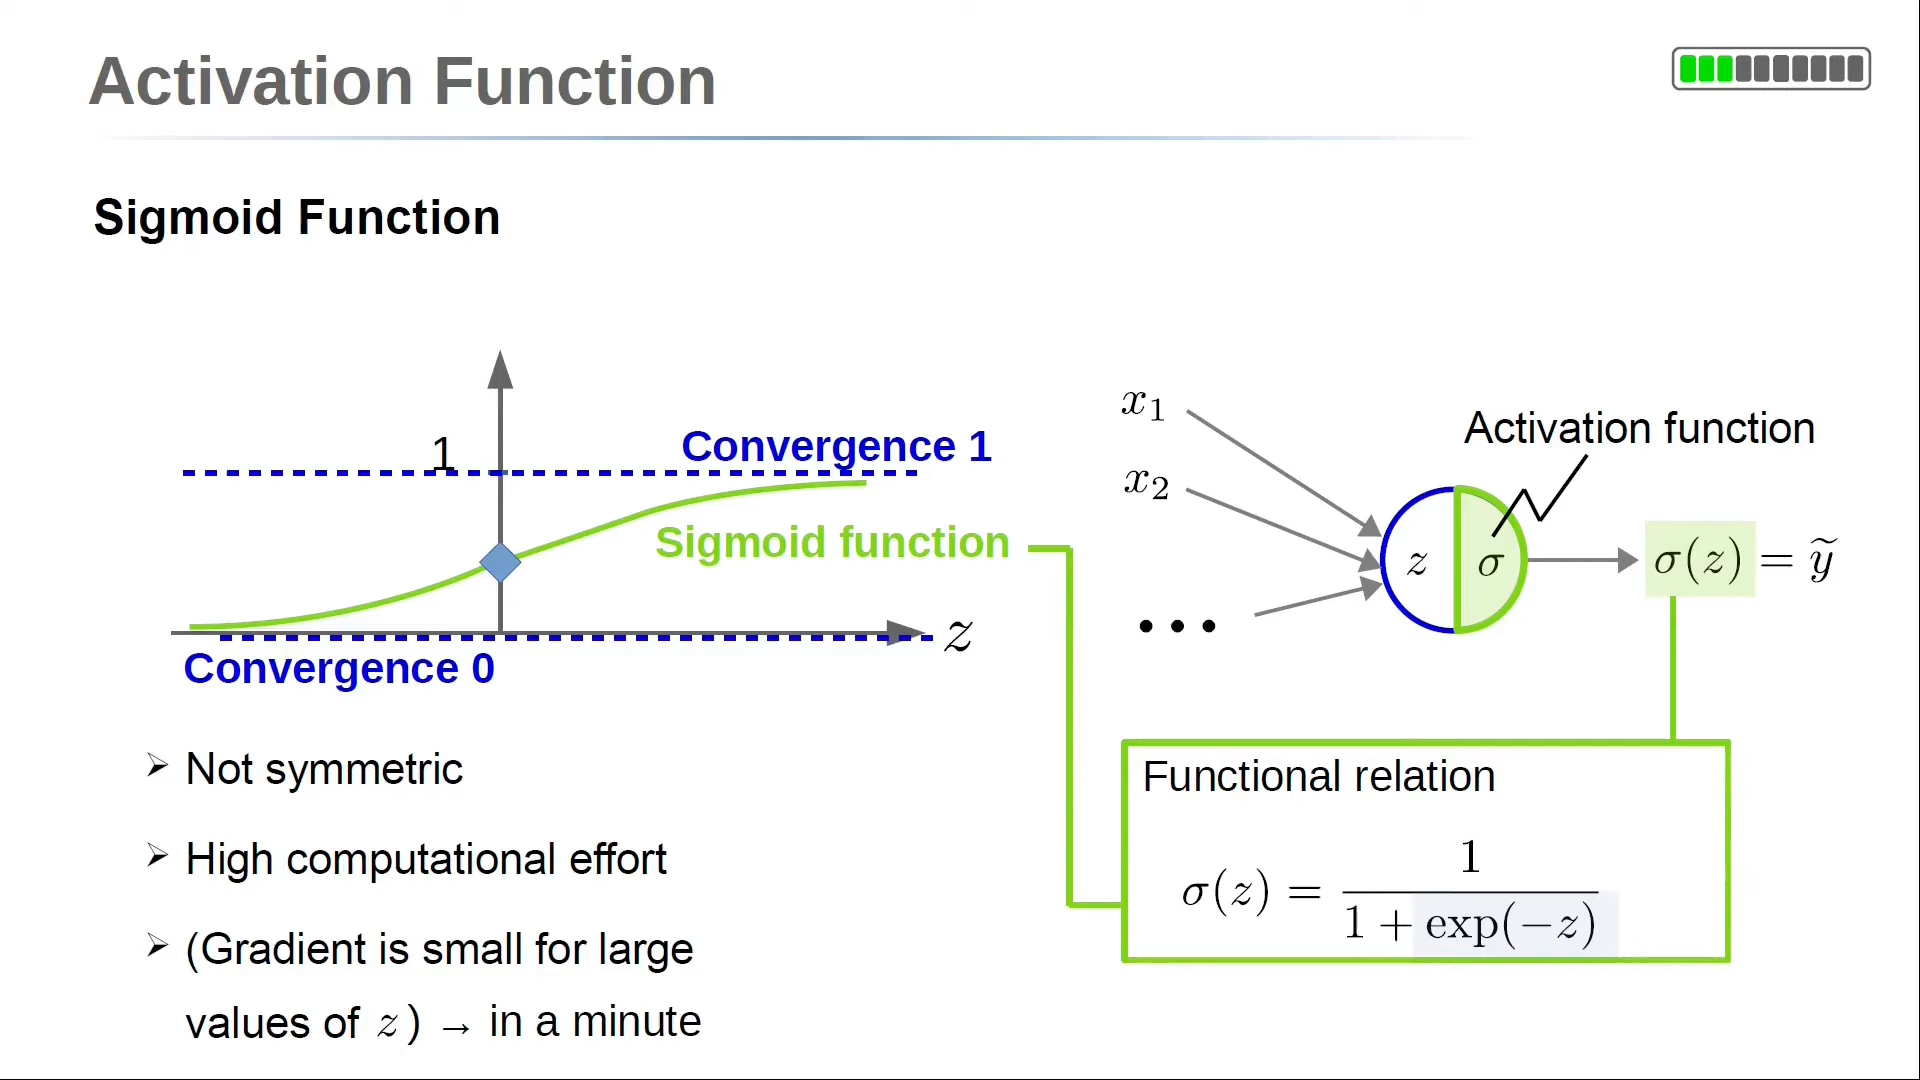 Activation Function
Sigmoid Function
1
Convergence 1
Sigmoid function
z
Convergence 0
➢ Not symmetric
➢ High computational effort
➢ (Gradient is small for large
values of z) → in a minute
x₁
x₂
• • •
Activation function
z σ
σ(z) = ỹ
Functional relation
σ(z) = 1 / (1 + exp(−z))